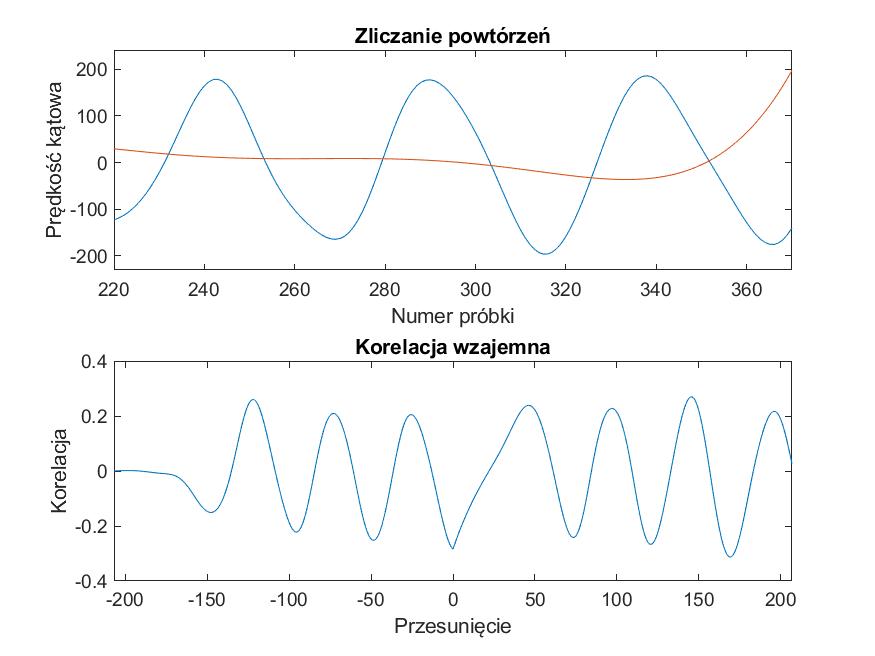 Zliczanie powtórzeń
Prędkość kątowa
200
100
0
-100
-200
220 240 260 280 300 320 340 360
Numer próbki
Korelacja wzajemna
Korelacja
0.4
0.2
0
-0.2
-0.4
-200 -150 -100 -50 0 50 100 150 200
Przesunięcie